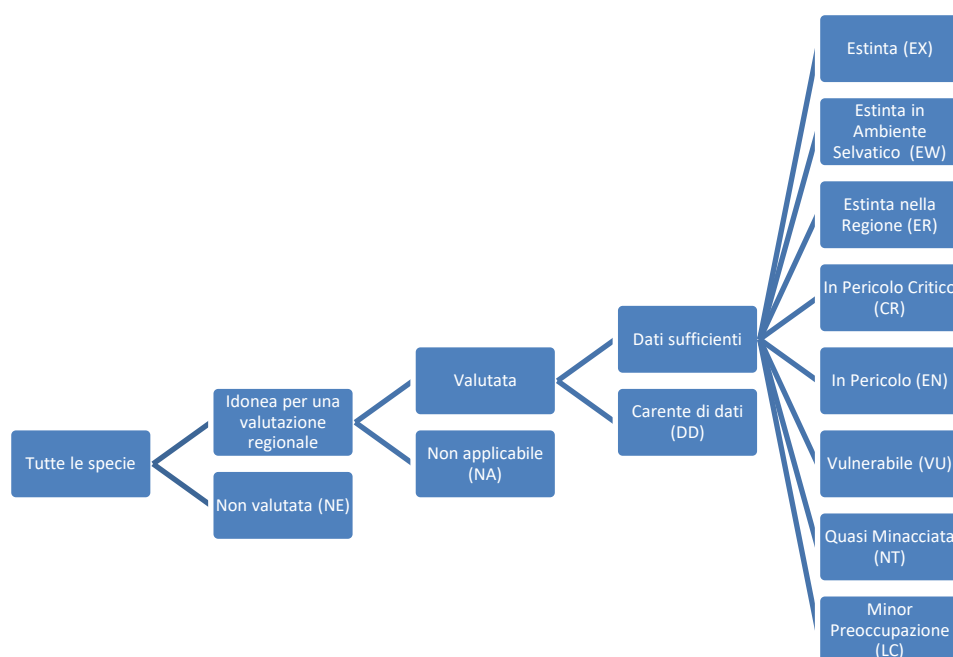 Tutte le specie
Idonea per una
valutazione
regionale
Non valutata (NE)
Valutata
Non applicabile
(NA)
Dati sufficienti
Carente di dati
(DD)
Estinta (EX)
Estinta in
Ambiente
Selvatico (EW)
Estinta nella
Regione (ER)
In Pericolo Critico
(CR)
In Pericolo (EN)
Vulnerabile (VU)
Quasi Minacciata
(NT)
Minor
Preoccupazione
(LC)